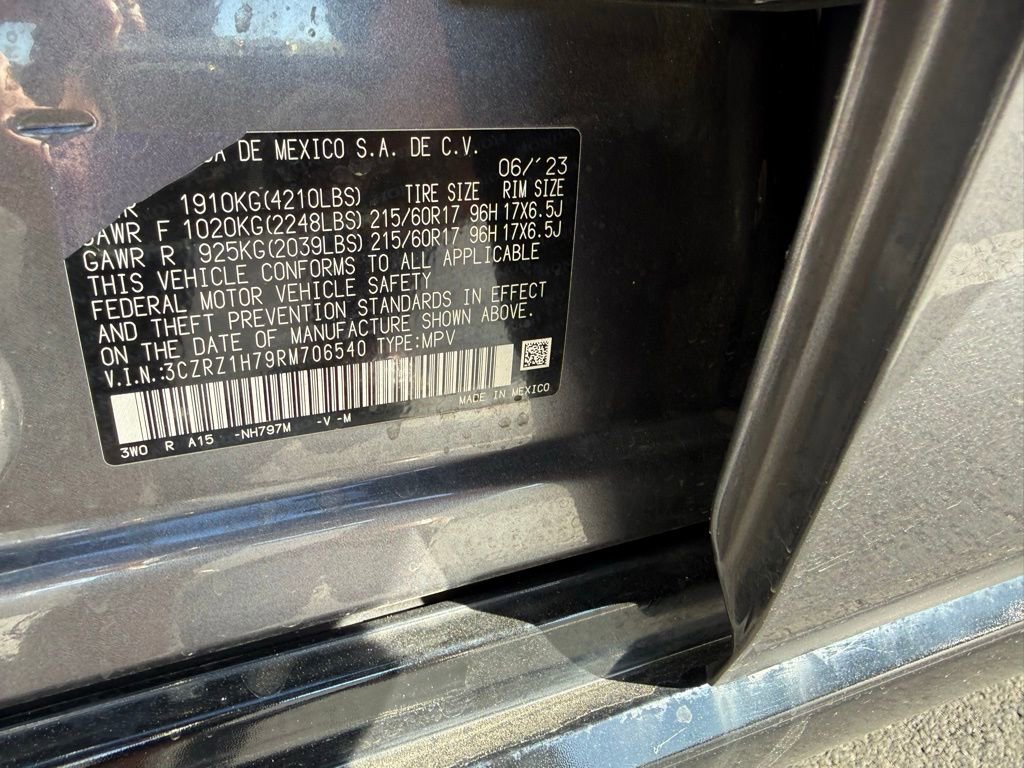 DE MEXICO S.A. DE C.V.
06/´23
1910KG(4210LBS) TIRE SIZE RIM SIZE
GAWR F 1020KG(2248LBS) 215/60R17 96H 17X6.5J
GAWR R 925KG(2039LBS) 215/60R17 96H 17X6.5J
THIS VEHICLE CONFORMS TO ALL APPLICABLE
FEDERAL MOTOR VEHICLE SAFETY
AND THEFT PREVENTION STANDARDS IN EFFECT
ON THE DATE OF MANUFACTURE SHOWN ABOVE.
V.I.N.:3CZRZ1H79RM706540 TYPE:MPV
MADE IN MEXICO
3W0 R A15 -NH797M -V -M